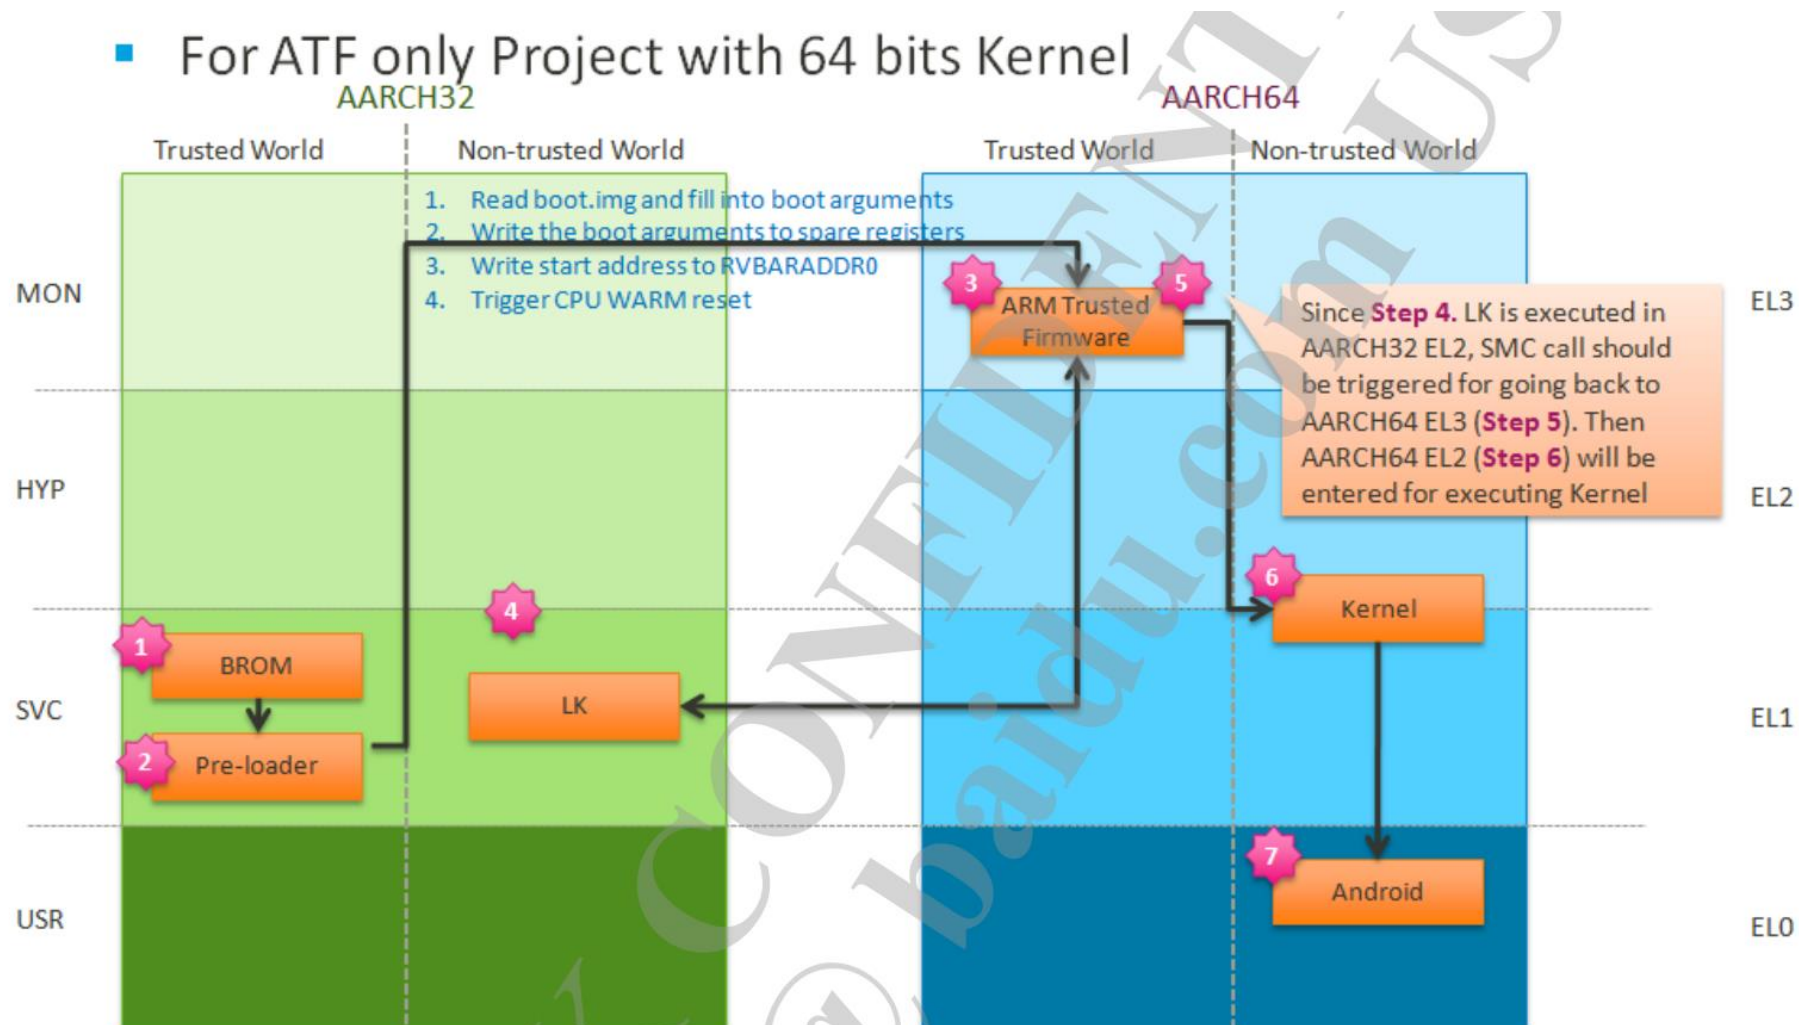 ▪ For ATF only Project with 64 bits Kernel
AARCH32
AARCH64
Trusted World
Non-trusted World
Trusted World
Non-trusted World
1. Read boot.img and fill into boot arguments
2. Write the boot arguments to spare registers
3. Write start address to RVBARADDR0
4. Trigger CPU WARM reset
MON
3
5
ARM Trusted
Firmware
Since Step 4. LK is executed in
AARCH32 EL2, SMC call should
be triggered for going back to
AARCH64 EL3 (Step 5). Then
AARCH64 EL2 (Step 6) will be
entered for executing Kernel
EL3
HYP
EL2
6
Kernel
4
1
BROM
LK
SVC
EL1
2
Pre-loader
7
Android
USR
EL0
CONFIDENT
@baidu.com US